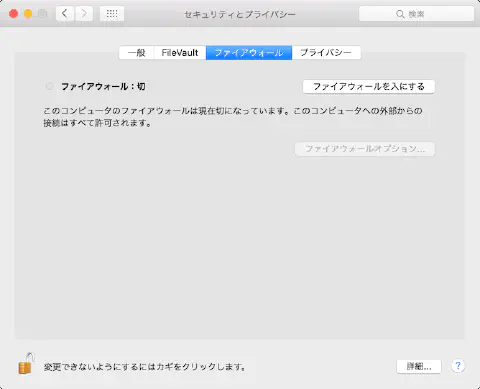 セキュリティとプライバシー
検索
一般
FileVault
ファイアウォール
プライバシー
ファイアウォール：切
ファイアウォールを入にする
このコンピュータのファイアウォールは現在切になっています。このコンピュータへの外部からの
接続はすべて許可されます。
ファイアウォールオプション...
変更できないようにするにはカギをクリックします。
詳細...
?